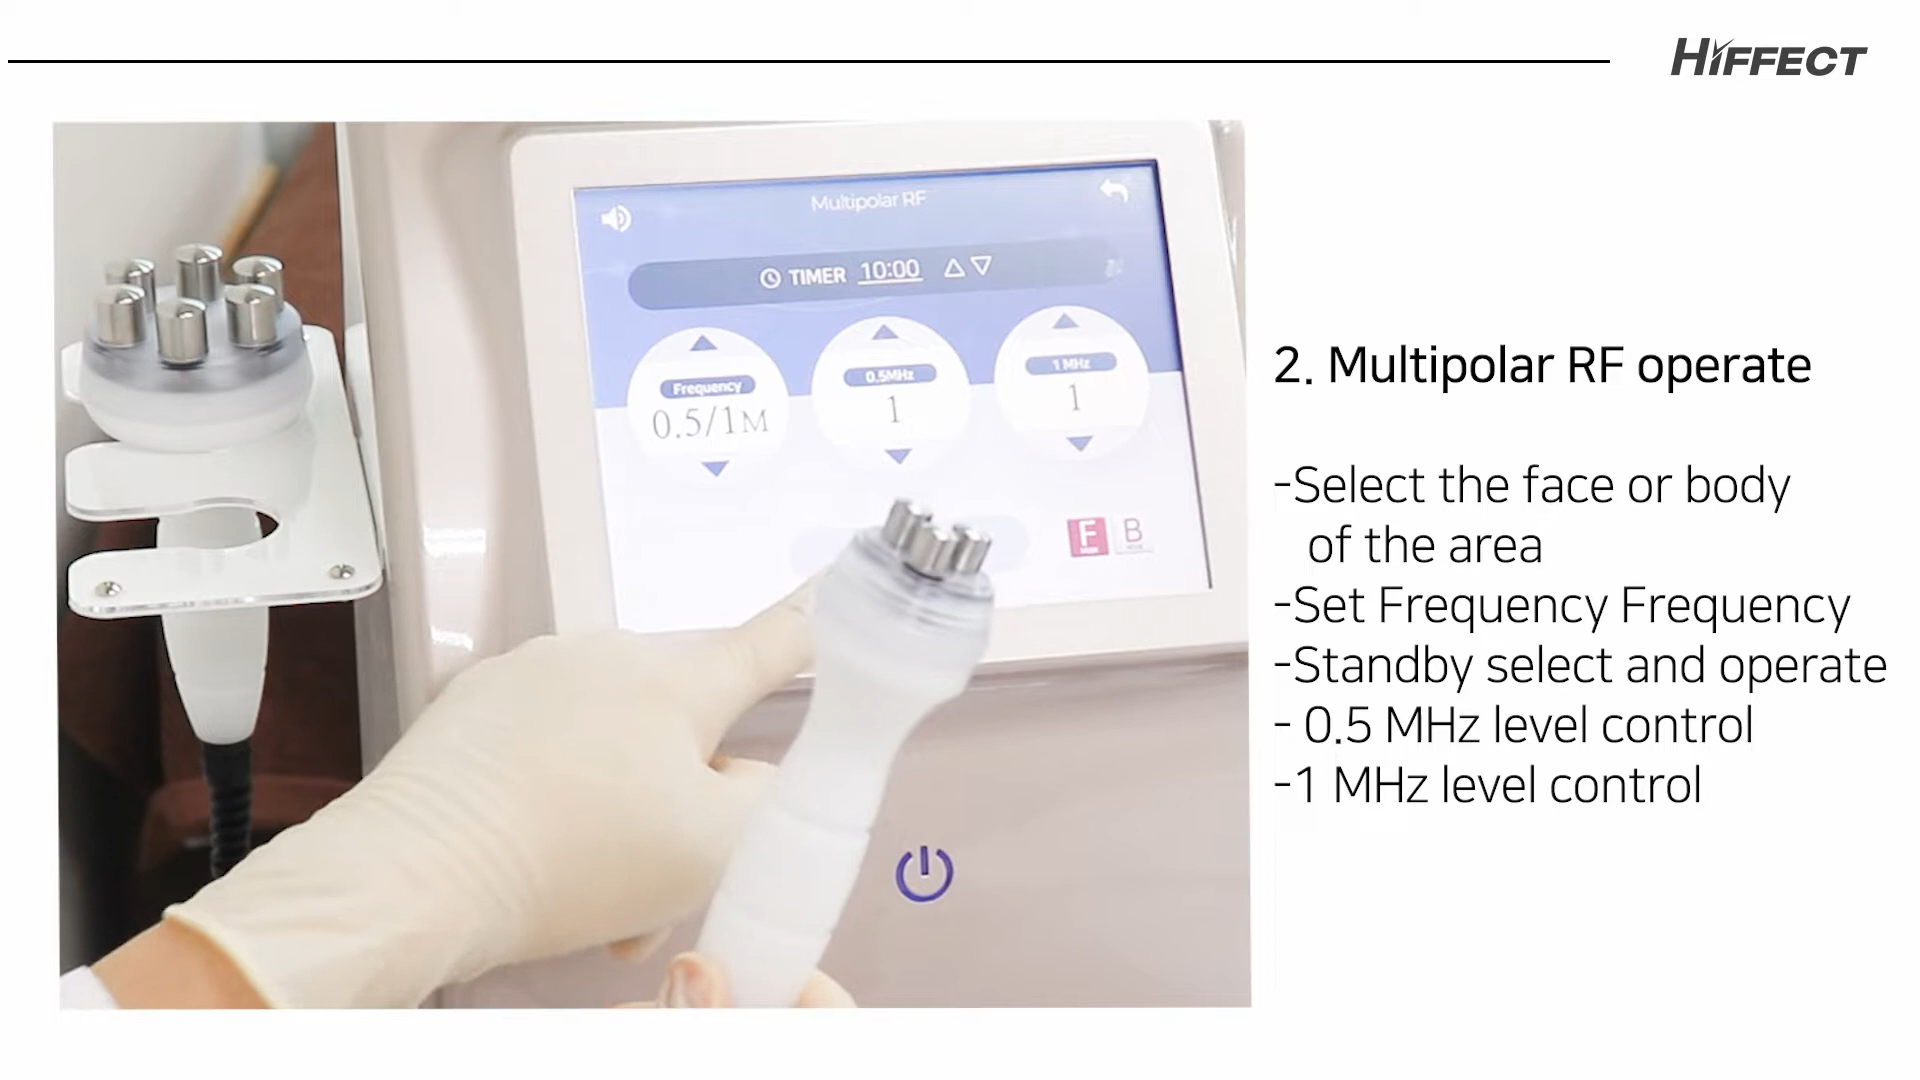 HIFFECT
Multipolar RF
TIMER 10:00
Frequency
0.5/1M
0.5MHz
1
1 MHz
1
F
B
2. Multipolar RF operate
-Select the face or body
of the area
-Set Frequency Frequency
-Standby select and operate
- 0.5 MHz level control
-1 MHz level control